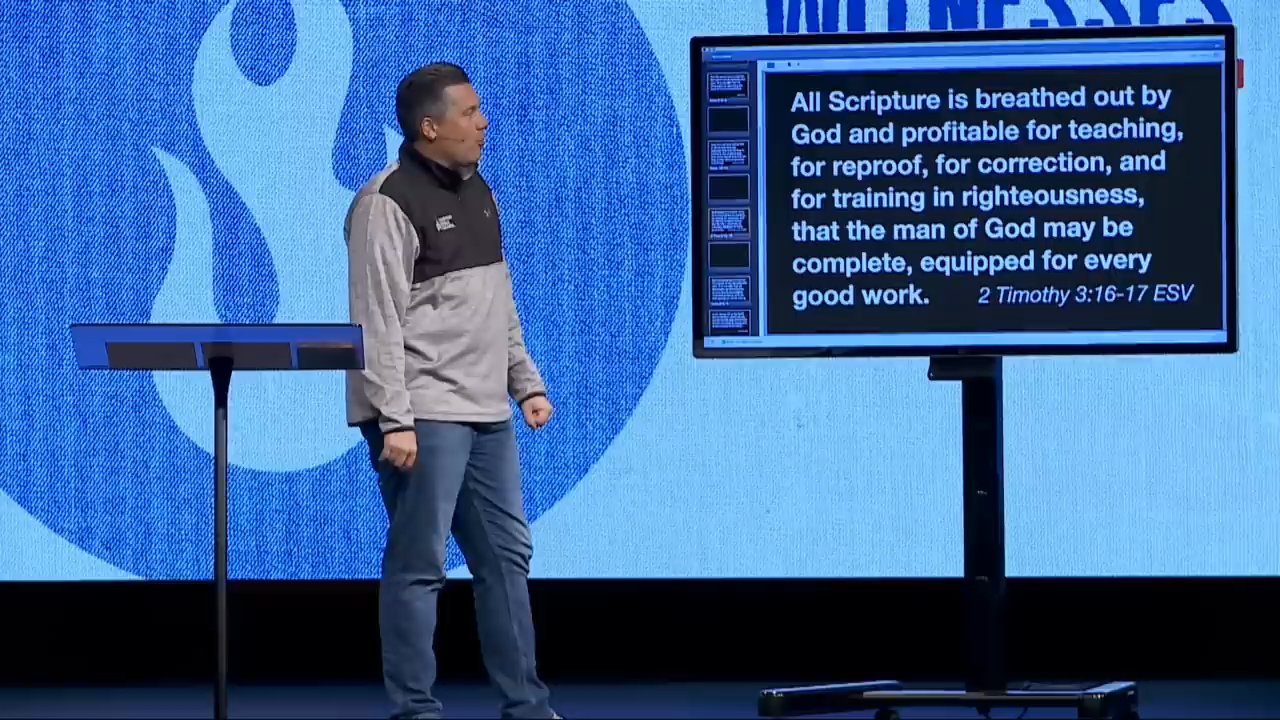 WITNESSES
All Scripture is breathed out by
God and profitable for teaching,
for reproof, for correction, and
for training in righteousness,
that the man of God may be
complete, equipped for every
good work. 2 Timothy 3:16-17 ESV